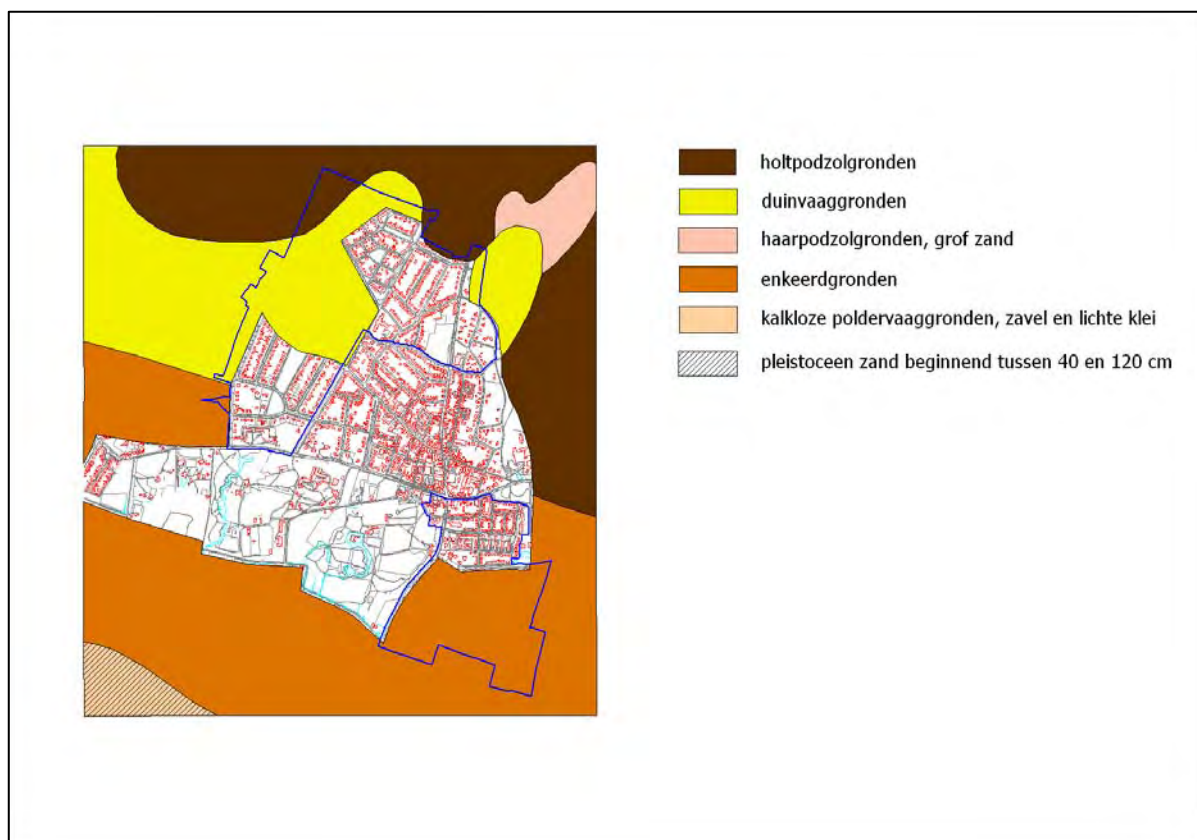 holtpodzolgronden
duinvaaggronden
haarpodzolgronden, grof zand
enkeerdgronden
kalkloze poldervaaggronden, zavel en lichte klei
pleistoceen zand beginnend tussen 40 en 120 cm